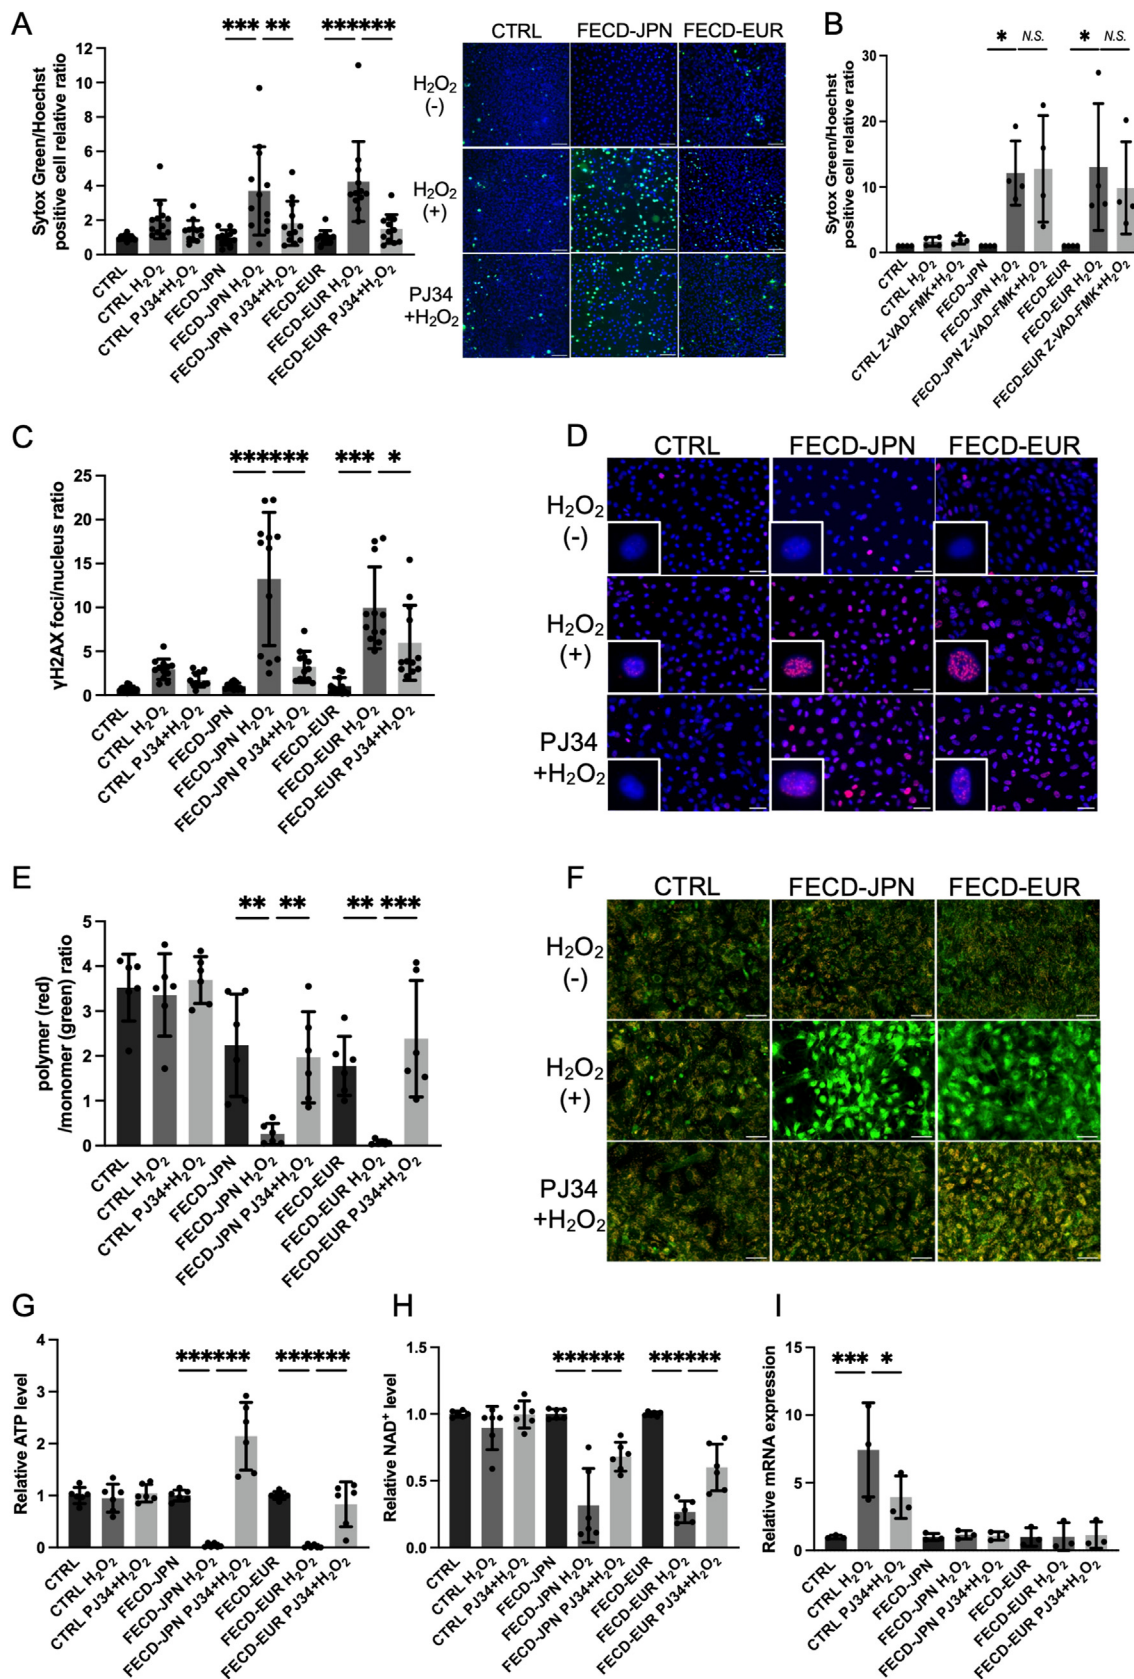 A
Sytox Green/Hoechst
positive cell relative ratio
12
10
8
6
4
2
0
*** ** ******
CTRL
CTRL H₂O₂
CTRL PJ34+H₂O₂
FECD-JPN
FECD-JPN H₂O₂
FECD-JPN PJ34+H₂O₂
FECD-EUR
FECD-EUR H₂O₂
FECD-EUR PJ34+H₂O₂
CTRL FECD-JPN FECD-EUR
H₂O₂
(-)
H₂O₂
(+)
PJ34
+H₂O₂
B
Sytox Green/Hoechst
positive cell relative ratio
30
20
10
0
* N.S. * N.S.
CTRL
CTRL H₂O₂
CTRL Z-VAD-FMK+H₂O₂
FECD-JPN
FECD-JPN H₂O₂
FECD-JPN Z-VAD-FMK+H₂O₂
FECD-EUR
FECD-EUR H₂O₂
FECD-EUR Z-VAD-FMK+H₂O₂
C
γH2AX foci/nucleus ratio
25
20
15
10
5
0
****** *** *
CTRL
CTRL H₂O₂
CTRL PJ34+H₂O₂
FECD-JPN
FECD-JPN H₂O₂
FECD-JPN PJ34+H₂O₂
FECD-EUR
FECD-EUR H₂O₂
FECD-EUR PJ34+H₂O₂
D
CTRL FECD-JPN FECD-EUR
H₂O₂
(-)
H₂O₂
(+)
PJ34
+H₂O₂
E
polymer (red)
/monomer (green) ratio
5
4
3
2
1
0
** ** ** ***
CTRL
CTRL H₂O₂
CTRL PJ34+H₂O₂
FECD-JPN
FECD-JPN H₂O₂
FECD-JPN PJ34+H₂O₂
FECD-EUR
FECD-EUR H₂O₂
FECD-EUR PJ34+H₂O₂
F
CTRL FECD-JPN FECD-EUR
H₂O₂
(-)
H₂O₂
(+)
PJ34
+H₂O₂
G
Relative ATP level
4
3
2
1
0
****** ******
CTRL
CTRL H₂O₂
CTRL PJ34+H₂O₂
FECD-JPN
FECD-JPN H₂O₂
FECD-JPN PJ34+H₂O₂
FECD-EUR
FECD-EUR H₂O₂
FECD-EUR PJ34+H₂O₂
H
Relative NAD⁺ level
1.5
1.0
0.5
0.0
****** ******
CTRL
CTRL H₂O₂
CTRL PJ34+H₂O₂
FECD-JPN
FECD-JPN H₂O₂
FECD-JPN PJ34+H₂O₂
FECD-EUR
FECD-EUR H₂O₂
FECD-EUR PJ34+H₂O₂
I
Relative mRNA expression
15
10
5
0
*** *
CTRL
CTRL H₂O₂
CTRL PJ34+H₂O₂
FECD-JPN
FECD-JPN H₂O₂
FECD-JPN PJ34+H₂O₂
FECD-EUR
FECD-EUR H₂O₂
FECD-EUR PJ34+H₂O₂